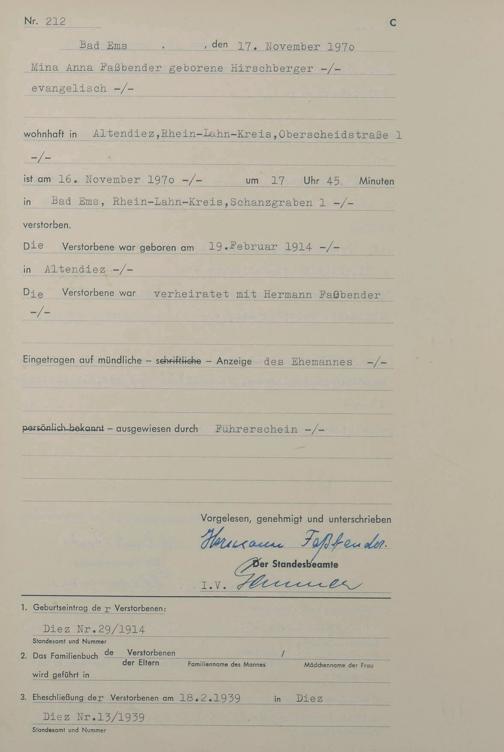 Nr. 212
C
Bad Ems , den 17. November 1970
Mina Anna Faßbender geborene Hirschberger -/-
evangelisch -/-
wohnhaft in Altendiez,Rhein-Lahn-Kreis,Oberscheidstraße 1
-/-
ist am 16. November 1970 -/- um 17 Uhr 45 Minuten
in Bad Ems, Rhein-Lahn-Kreis,Schanzgraben 1 -/-
verstorben.
Die Verstorbene war geboren am 19.Februar 1914 -/-
in Altendiez -/-
Die Verstorbene war verheiratet mit Hermann Faßbender
-/-
Eingetragen auf mündliche – schriftliche – Anzeige des Ehemannes -/-
persönlich bekannt – ausgewiesen durch Führerschein -/-
Vorgelesen, genehmigt und unterschrieben
Hermann Faßbender.
Der Standesbeamte
I.V.
1. Geburtseintrag der Verstorbenen:
Diez Nr.29/1914
Standesamt und Nummer
2. Das Familienbuch de Verstorbenen /
der Eltern Familienname des Mannes Mädchenname der Frau
wird geführt in
3. Eheschließung der Verstorbenen am 18.2.1939 in Diez
Diez Nr.13/1939
Standesamt und Nummer